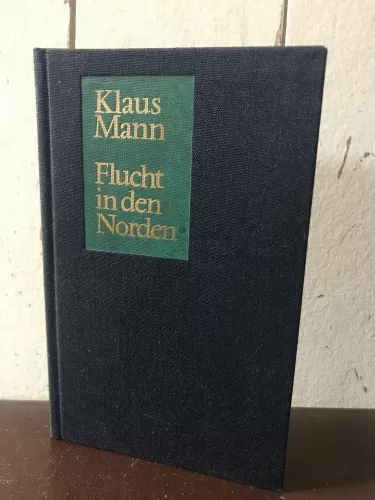 Klaus
Mann
Flucht
in den
Norden